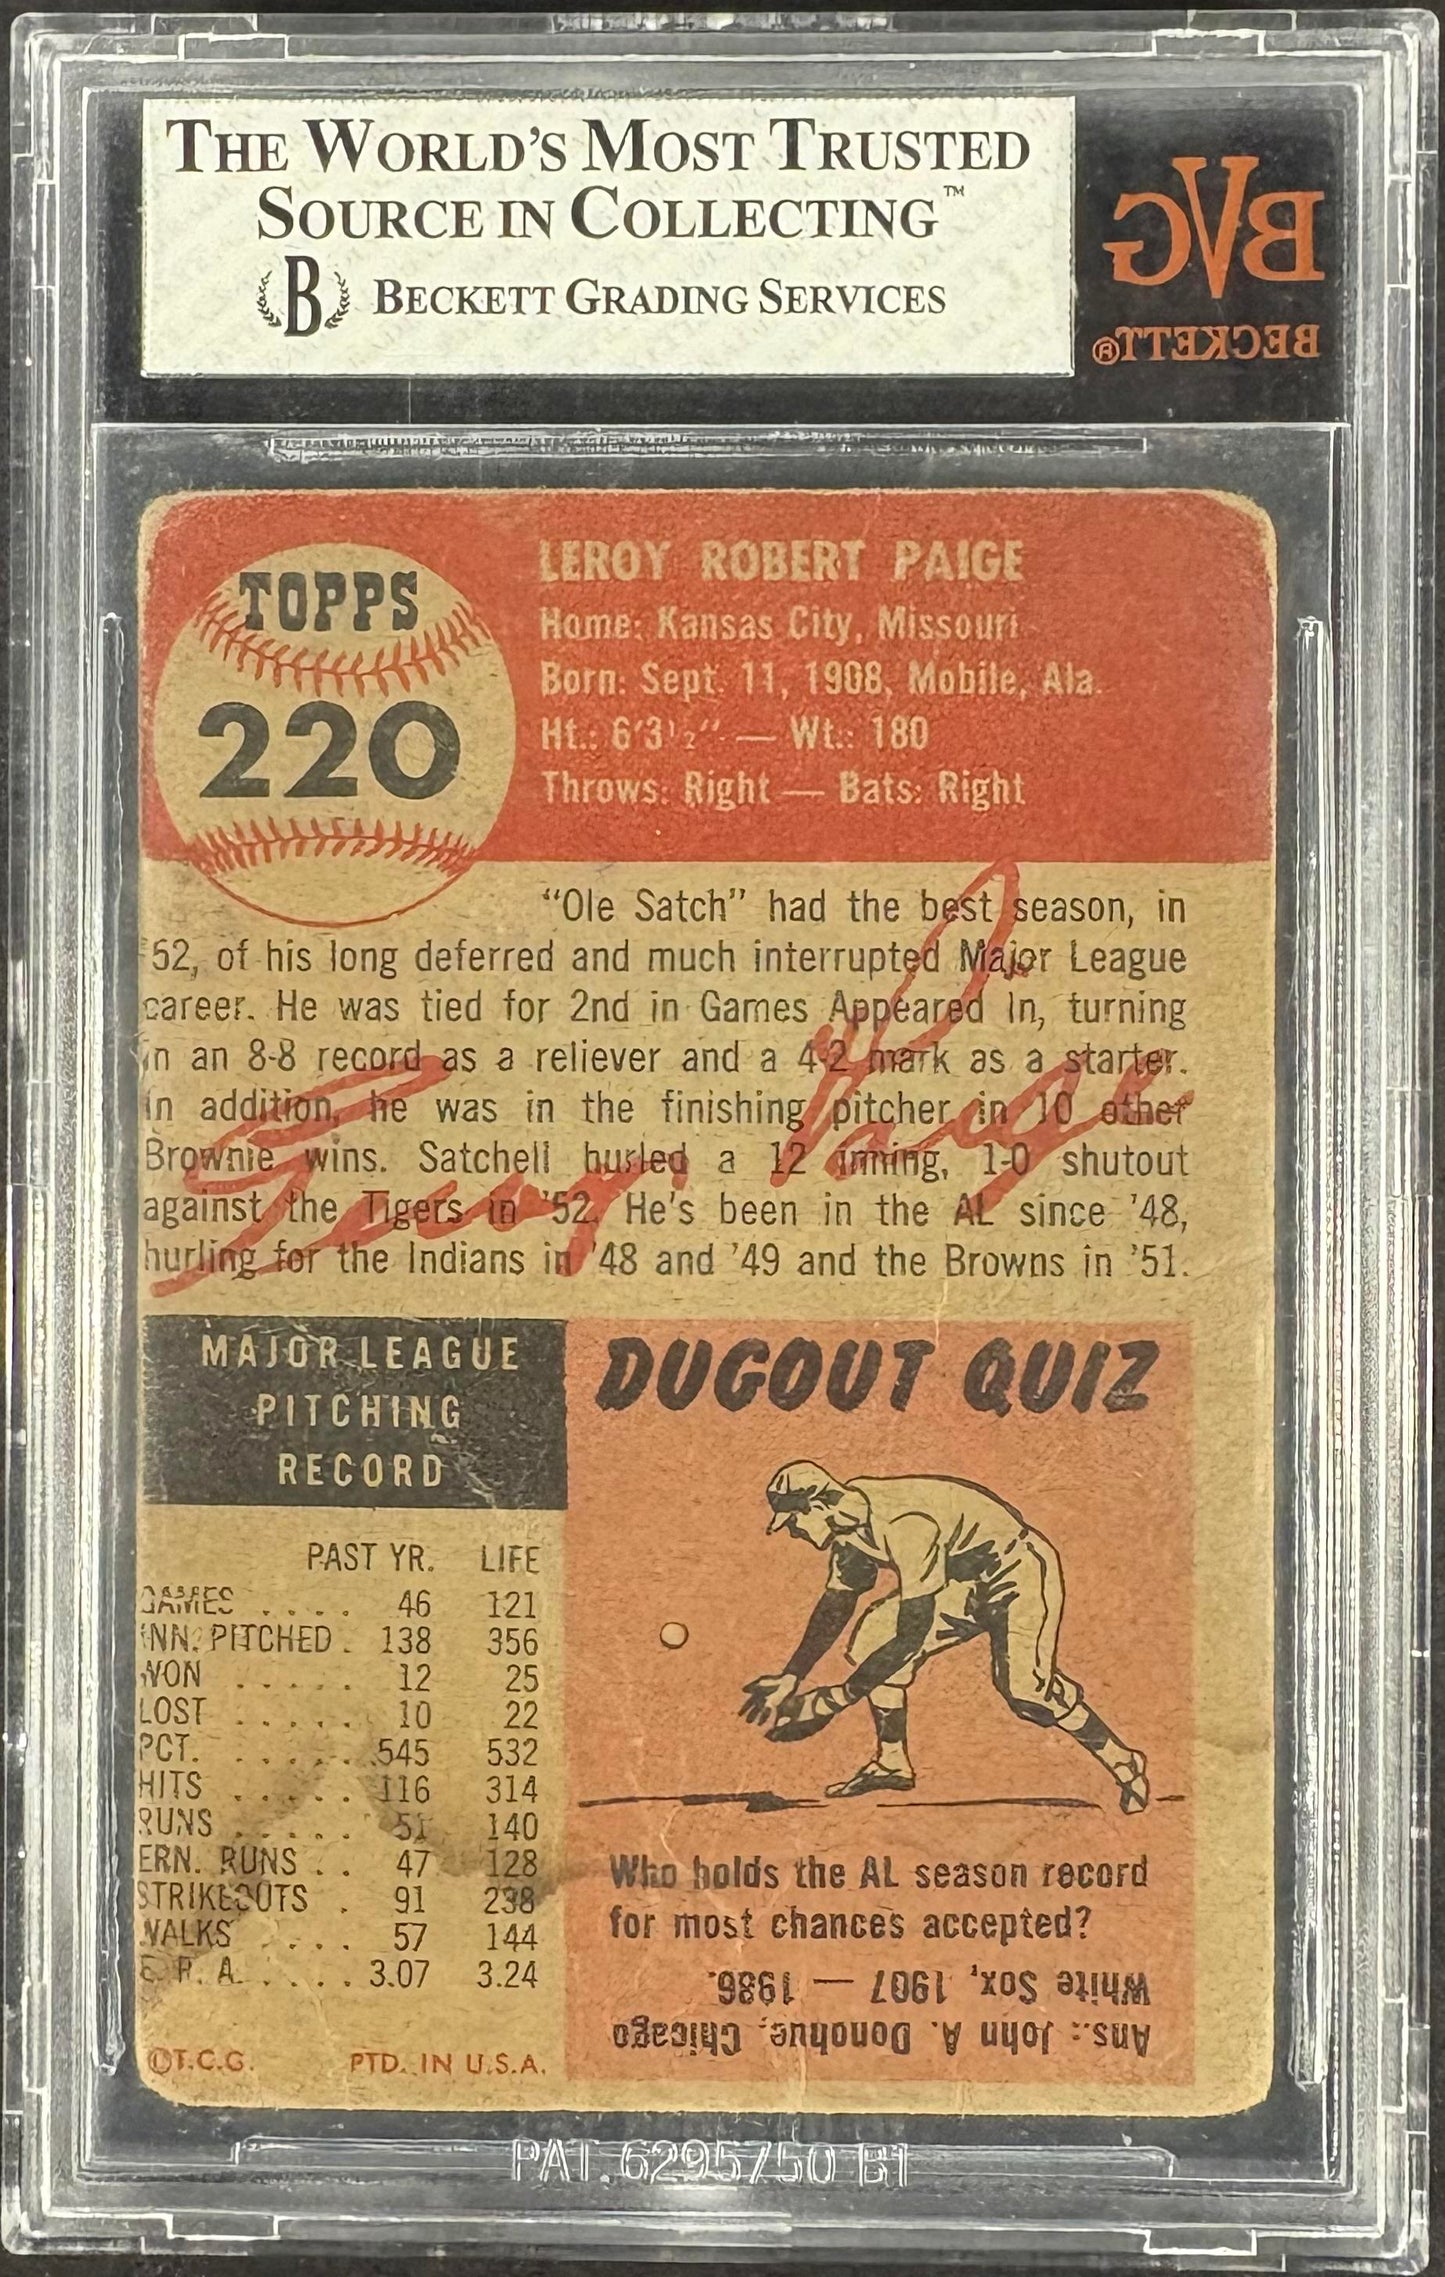 THE WORLD'S MOST TRUSTED
SOURCE IN COLLECTING™
B BECKETT GRADING SERVICES
BVG
BECKETT®
TOPPS
220
LEROY ROBERT PAIGE
Home: Kansas City, Missouri
Born: Sept. 11, 1908, Mobile, Ala.
Ht.: 6'3½" — Wt.: 180
Throws: Right — Bats: Right
"Ole Satch" had the best season, in
'52, of his long deferred and much interrupted Major League
career. He was tied for 2nd in Games Appeared In, turning
in an 8-8 record as a reliever and a 4-2 mark as a starter.
In addition, he was in the finishing pitcher in 10 other
Brownie wins. Satchell hurled a 12 inning, 1-0 shutout
against the Tigers in '52. He's been in the AL since '48,
hurling for the Indians in '48 and '49 and the Browns in '51.
Paige
MAJOR LEAGUE
PITCHING
RECORD
PAST YR. LIFE
GAMES . . . . 46 121
INN. PITCHED . 138 356
WON . . . . . 12 25
LOST . . . . . 10 22
PCT. . . . . . .545 532
HITS . . . . . 116 314
RUNS . . . . . 51 140
ERN. RUNS . . 47 128
STRIKEOUTS . 91 238
WALKS . . . . 57 144
E. R. A. . . . . 3.07 3.24
©T.C.G. PTD. IN U.S.A.
DUGOUT QUIZ
Who holds the AL season record
for most chances accepted?
Ans.: John A. Donohue, Chicago
White Sox, 1907 — 1986.
PAT. 6295750 B1